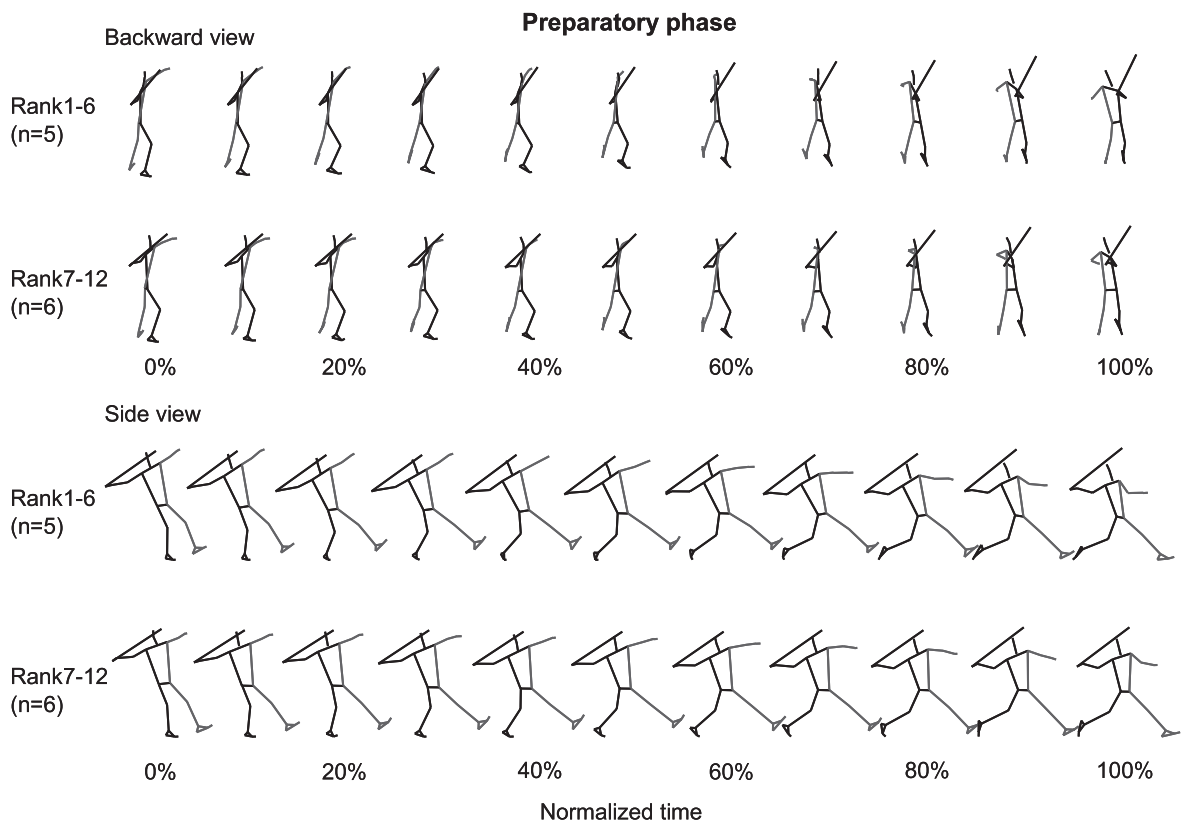 Preparatory phase
Backward view
Rank1-6
(n=5)
Rank7-12
(n=6)
0% 20% 40% 60% 80% 100%
Side view
Rank1-6
(n=5)
Rank7-12
(n=6)
0% 20% 40% 60% 80% 100%
Normalized time